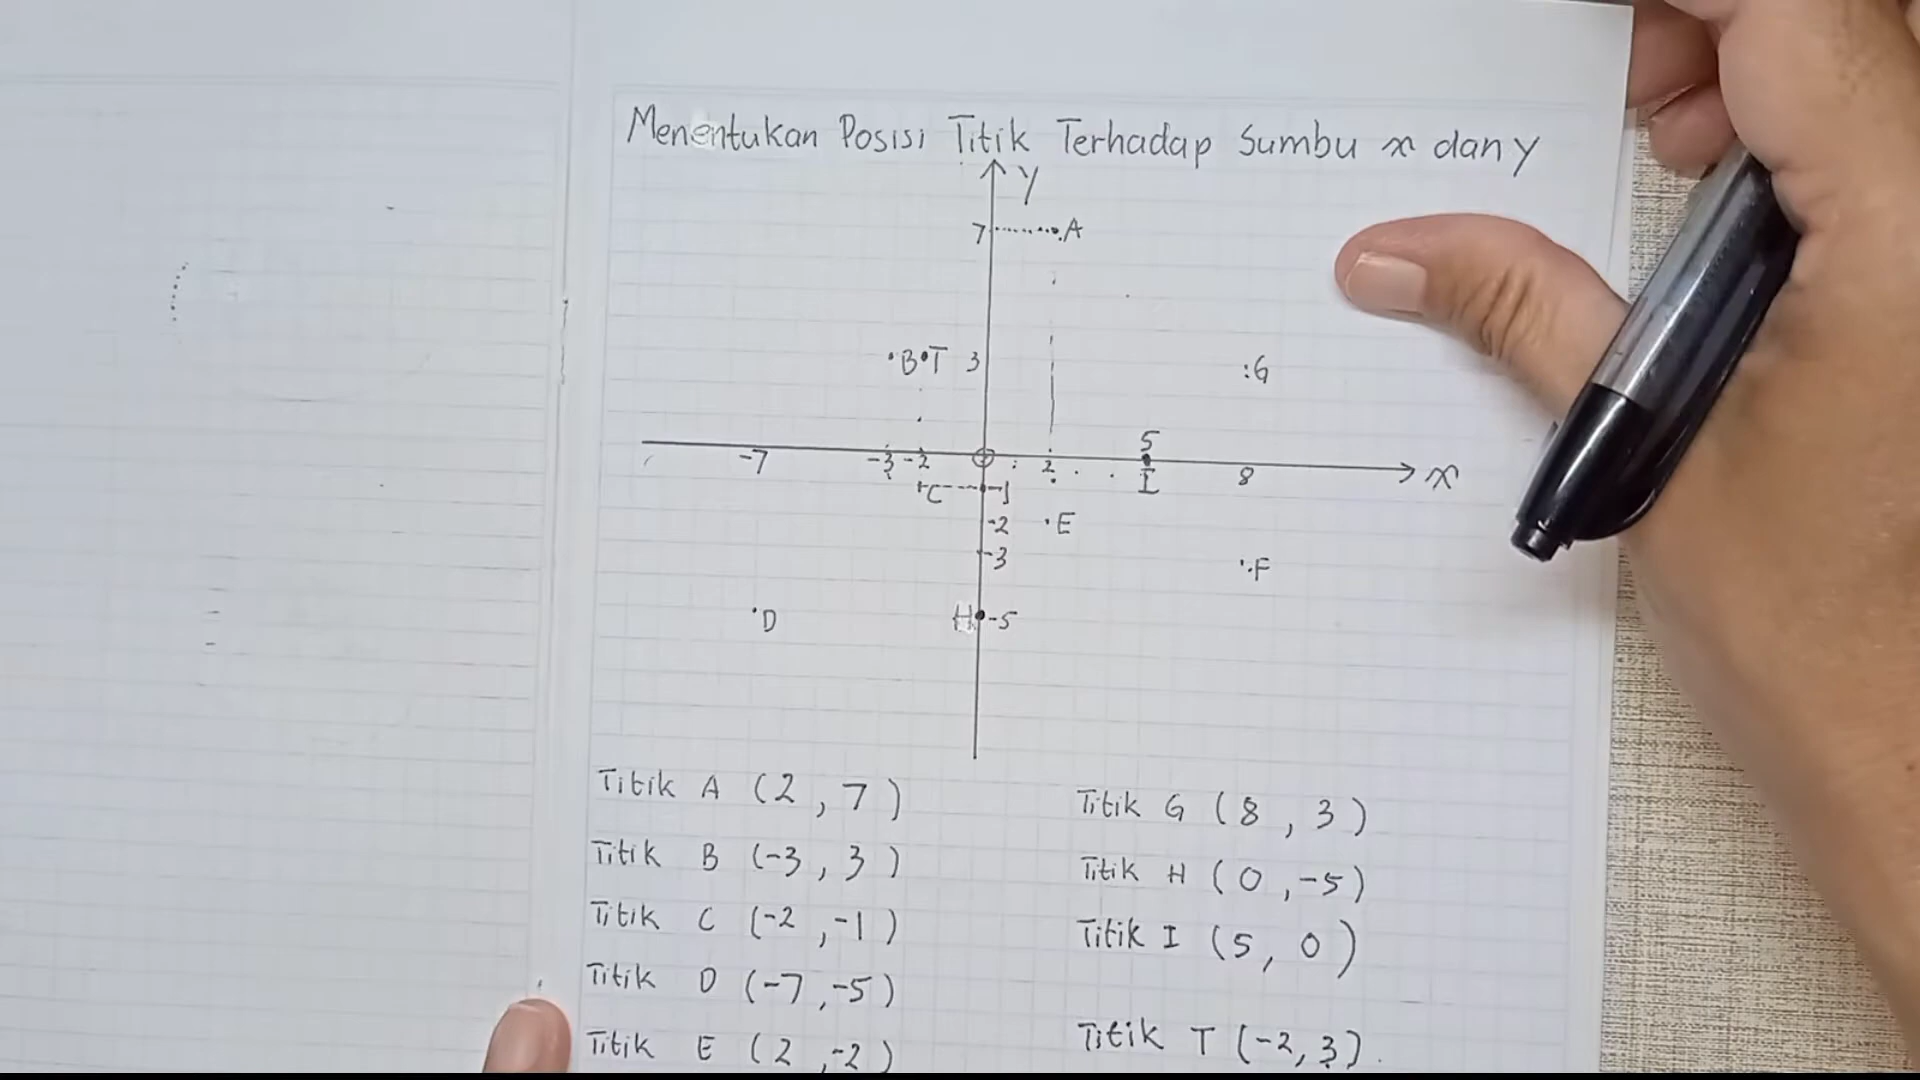 Menentukan Posisi Titik Terhadap Sumbu x dan y
Y
7 A
B T 3 G
5
-7 -3 -2 2 I 8 x
C -1
-2 E
-3 F
D H -5
Titik A (2, 7)
Titik B (-3, 3)
Titik C (-2, -1)
Titik D (-7, -5)
Titik E (2, -2)
Titik G (8, 3)
Titik H (0, -5)
Titik I (5, 0)
Titik T (-2, 3).